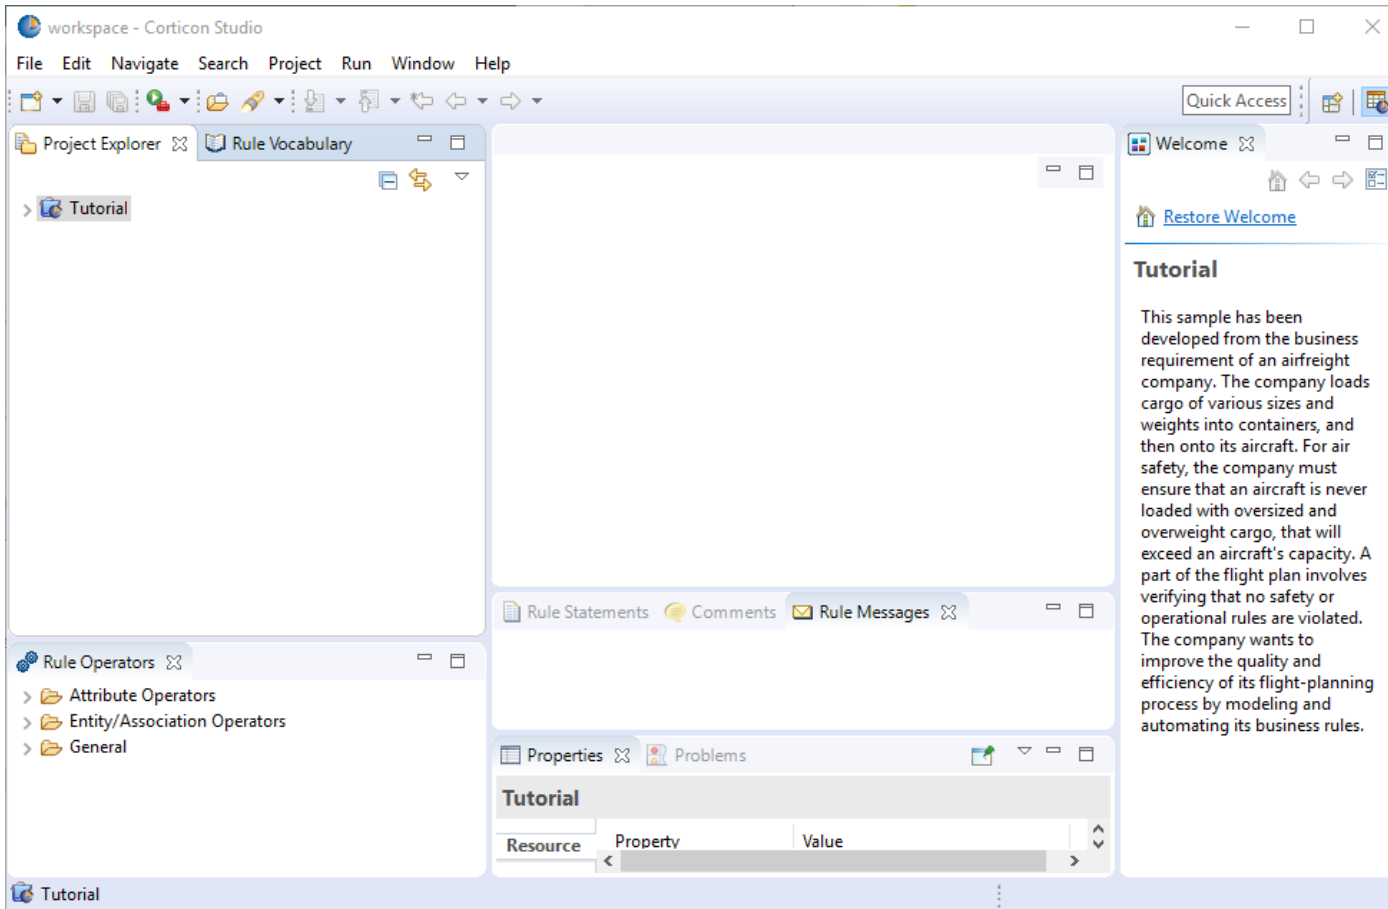 workspace - Corticon Studio
File Edit Navigate Search Project Run Window Help
Quick Access
Project Explorer Rule Vocabulary
Tutorial
Rule Operators
Attribute Operators
Entity/Association Operators
General
Rule Statements Comments Rule Messages
Properties Problems
Tutorial
Resource Property Value
Welcome
Restore Welcome
Tutorial
This sample has been
developed from the business
requirement of an airfreight
company. The company loads
cargo of various sizes and
weights into containers, and
then onto its aircraft. For air
safety, the company must
ensure that an aircraft is never
loaded with oversized and
overweight cargo, that will
exceed an aircraft's capacity. A
part of the flight plan involves
verifying that no safety or
operational rules are violated.
The company wants to
improve the quality and
efficiency of its flight-planning
process by modeling and
automating its business rules.
Tutorial